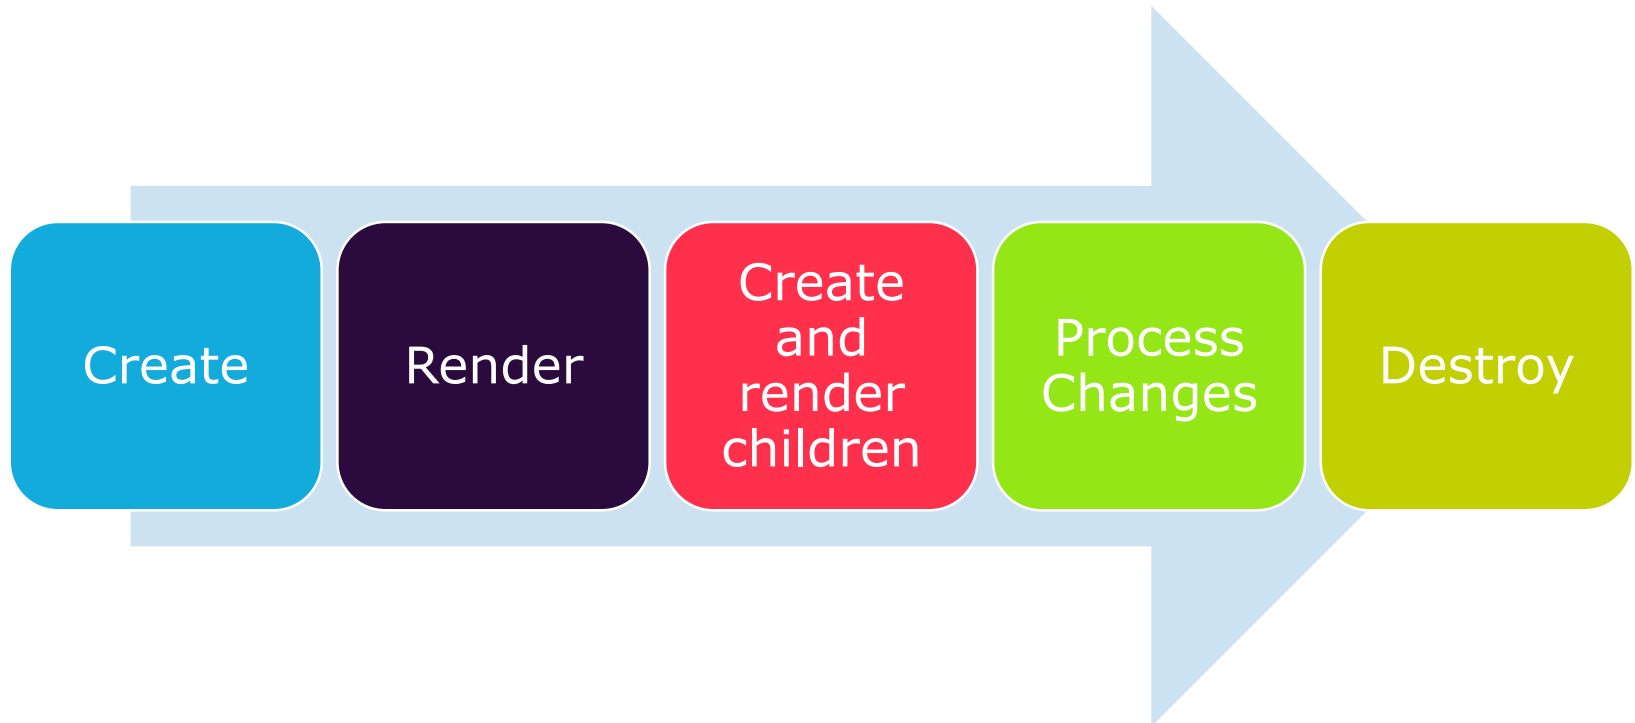 Create
Render
Create
and
render
children
Process
Changes
Destroy